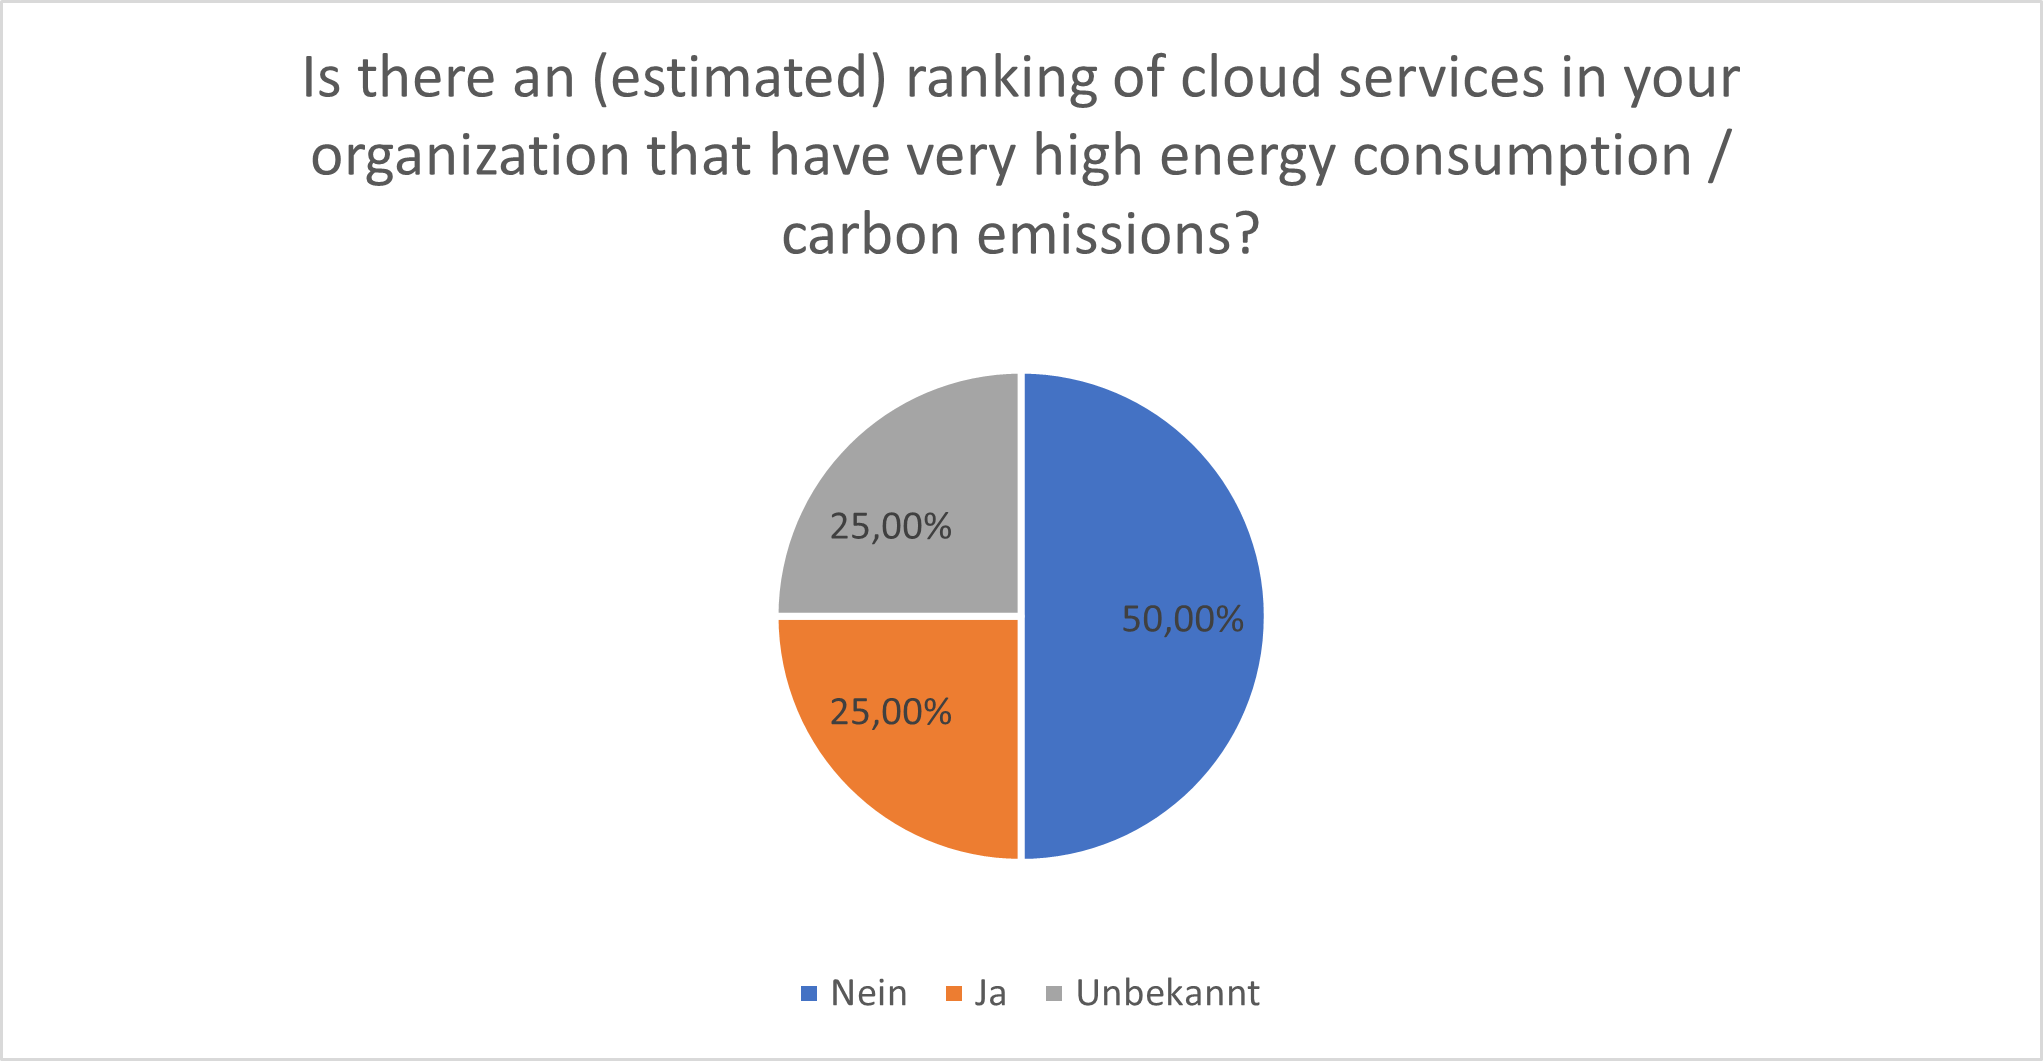 Is there an (estimated) ranking of cloud services in your
organization that have very high energy consumption /
carbon emissions?
25,00%
50,00%
25,00%
Nein Ja Unbekannt